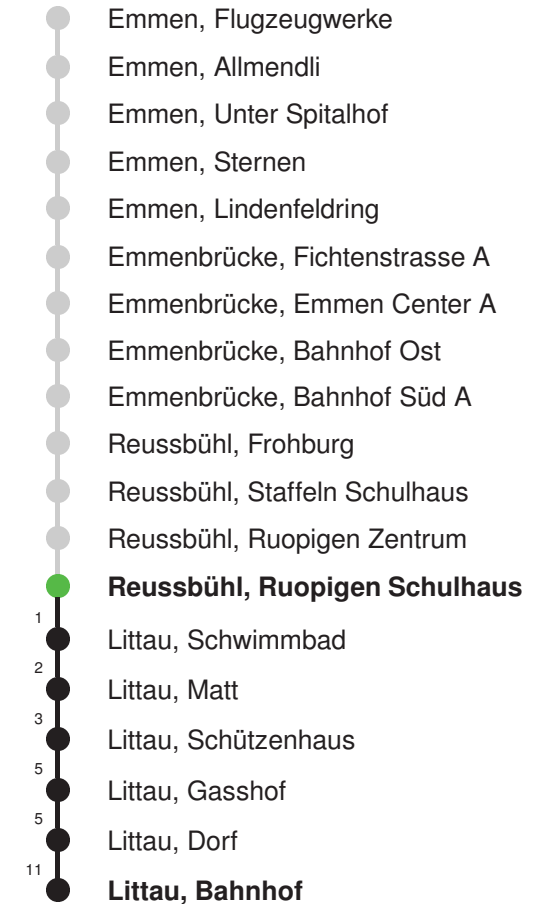 Emmen, Flugzeugwerke
Emmen, Allmendli
Emmen, Unter Spitalhof
Emmen, Sternen
Emmen, Lindenfeldring
Emmenbrücke, Fichtenstrasse A
Emmenbrücke, Emmen Center A
Emmenbrücke, Bahnhof Ost
Emmenbrücke, Bahnhof Süd A
Reussbühl, Frohburg
Reussbühl, Staffeln Schulhaus
Reussbühl, Ruopigen Zentrum
Reussbühl, Ruopigen Schulhaus
1 Littau, Schwimmbad
2 Littau, Matt
3 Littau, Schützenhaus
5 Littau, Gasshof
5 Littau, Dorf
11 Littau, Bahnhof